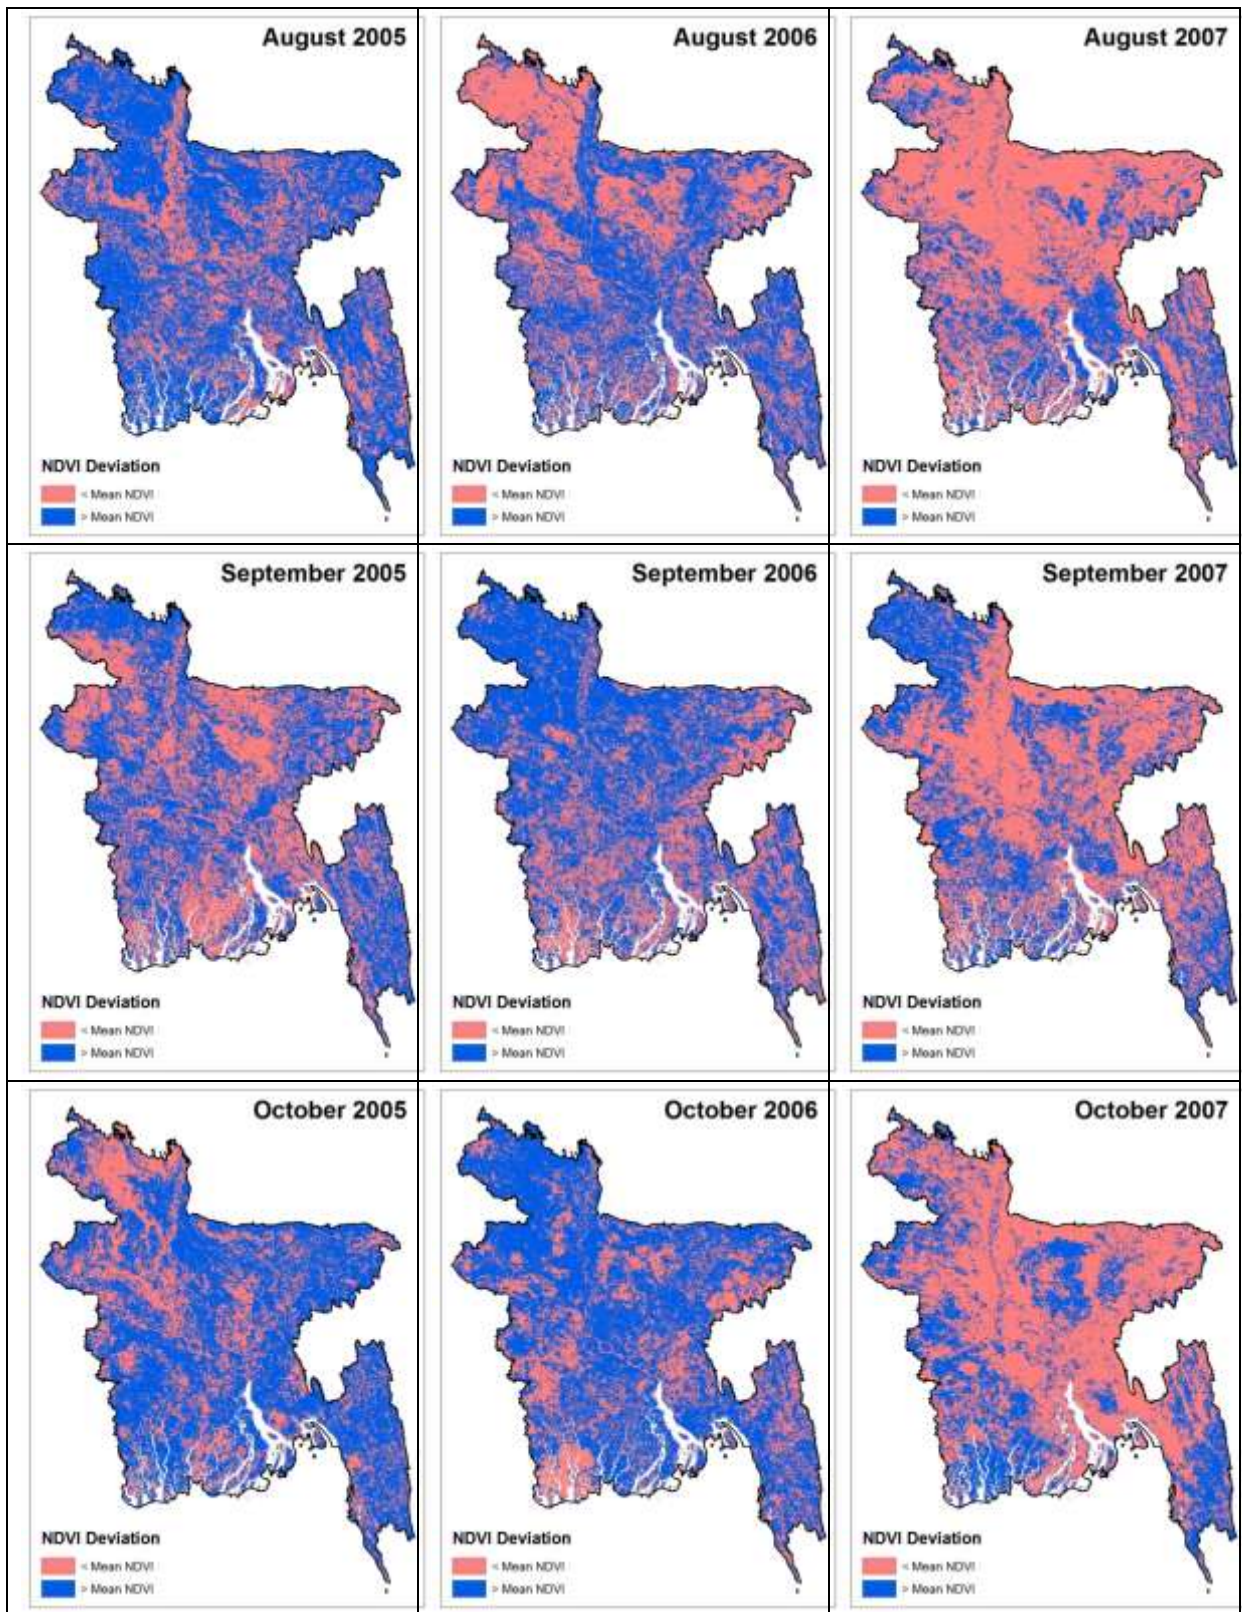 August 2005
NDVI Deviation
< Mean NDVI
> Mean NDVI
August 2006
NDVI Deviation
< Mean NDVI
> Mean NDVI
August 2007
NDVI Deviation
< Mean NDVI
> Mean NDVI
September 2005
NDVI Deviation
< Mean NDVI
> Mean NDVI
September 2006
NDVI Deviation
< Mean NDVI
> Mean NDVI
September 2007
NDVI Deviation
< Mean NDVI
> Mean NDVI
October 2005
NDVI Deviation
< Mean NDVI
> Mean NDVI
October 2006
NDVI Deviation
< Mean NDVI
> Mean NDVI
October 2007
NDVI Deviation
< Mean NDVI
> Mean NDVI